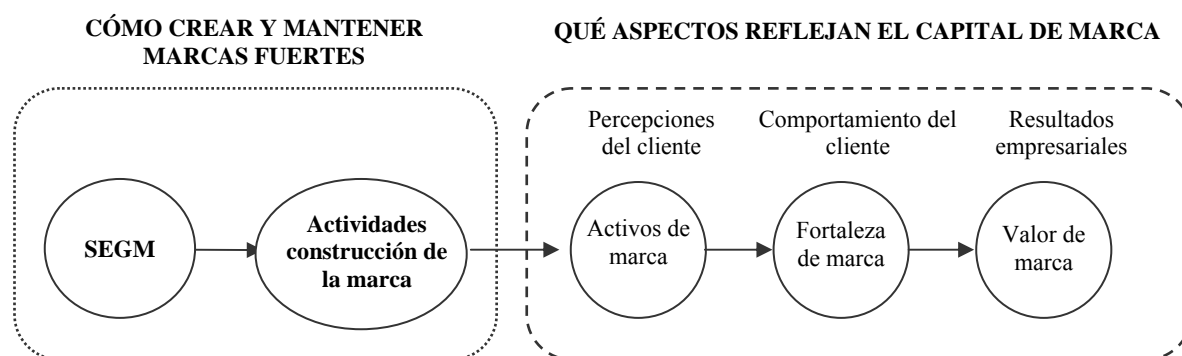 CÓMO CREAR Y MANTENER
MARCAS FUERTES
QUÉ ASPECTOS REFLEJAN EL CAPITAL DE MARCA
Percepciones
del cliente
Comportamiento del
cliente
Resultados
empresariales
SEGM
Actividades
construcción de
la marca
Activos de
marca
Fortaleza
de marca
Valor de
marca